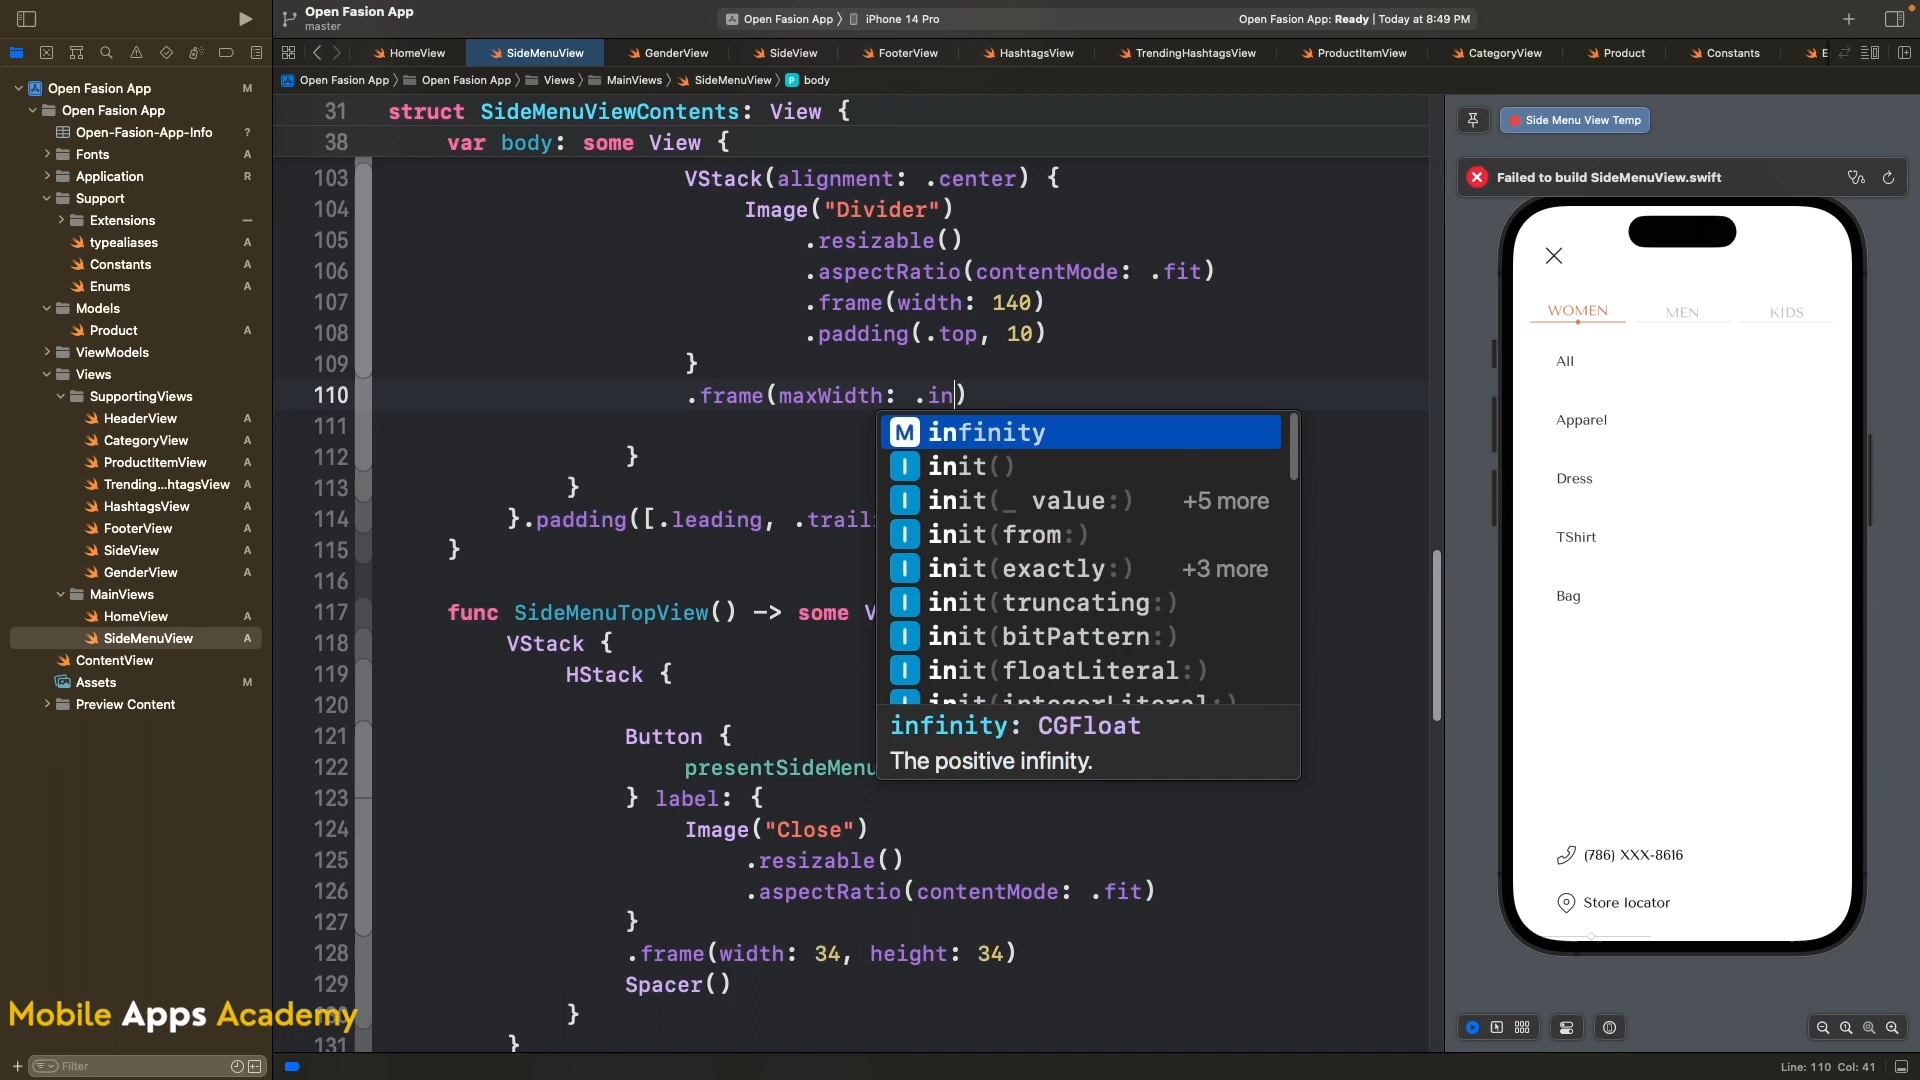 Open Fasion App
master
Open Fasion App
iPhone 14 Pro
Open Fasion App: Ready | Today at 8:49 PM
HomeView
SideMenuView
GenderView
SideView
FooterView
HashtagsView
TrendingHashtagsView
ProductItemView
CategoryView
Product
Constants
E
Open Fasion App
Open Fasion App
Views
MainViews
SideMenuView
P body
Open Fasion App M
Open Fasion App
Open-Fasion-App-Info ?
Fonts A
Application R
Support
Extensions
typealiases A
Constants A
Enums A
Models
Product A
ViewModels
Views
SupportingViews
HeaderView A
CategoryView A
ProductItemView A
Trending...htagsView A
HashtagsView A
FooterView A
SideView A
GenderView A
MainViews
HomeView A
SideMenuView A
ContentView
Assets M
Preview Content
Filter
31 struct SideMenuViewContents: View {
38 var body: some View {
103 VStack(alignment: .center) {
104 Image("Divider")
105 .resizable()
106 .aspectRatio(contentMode: .fit)
107 .frame(width: 140)
108 .padding(.top, 10)
109 }
110 .frame(maxWidth: .in)
111
112 }
113 }
114 }.padding([.leading, .traili
115 }
116
117 func SideMenuTopView() -> some V
118 VStack {
119 HStack {
120
121 Button {
122 presentSideMenu
123 } label: {
124 Image("Close")
125 .resizable()
126 .aspectRatio(contentMode: .fit)
127 }
128 .frame(width: 34, height: 34)
129 Spacer()
}
131 }
M infinity
I init()
I init(_ value:) +5 more
I init(from:)
I init(exactly:) +3 more
I init(truncating:)
I init(bitPattern:)
I init(floatLiteral:)
I init(integerLiteral:)
infinity: CGFloat
The positive infinity.
Side Menu View Temp
Failed to build SideMenuView.swift
WOMEN
MEN
KIDS
All
Apparel
Dress
TShirt
Bag
(786) XXX-8616
Store locator
Mobile Apps Academy
Line: 110 Col: 41